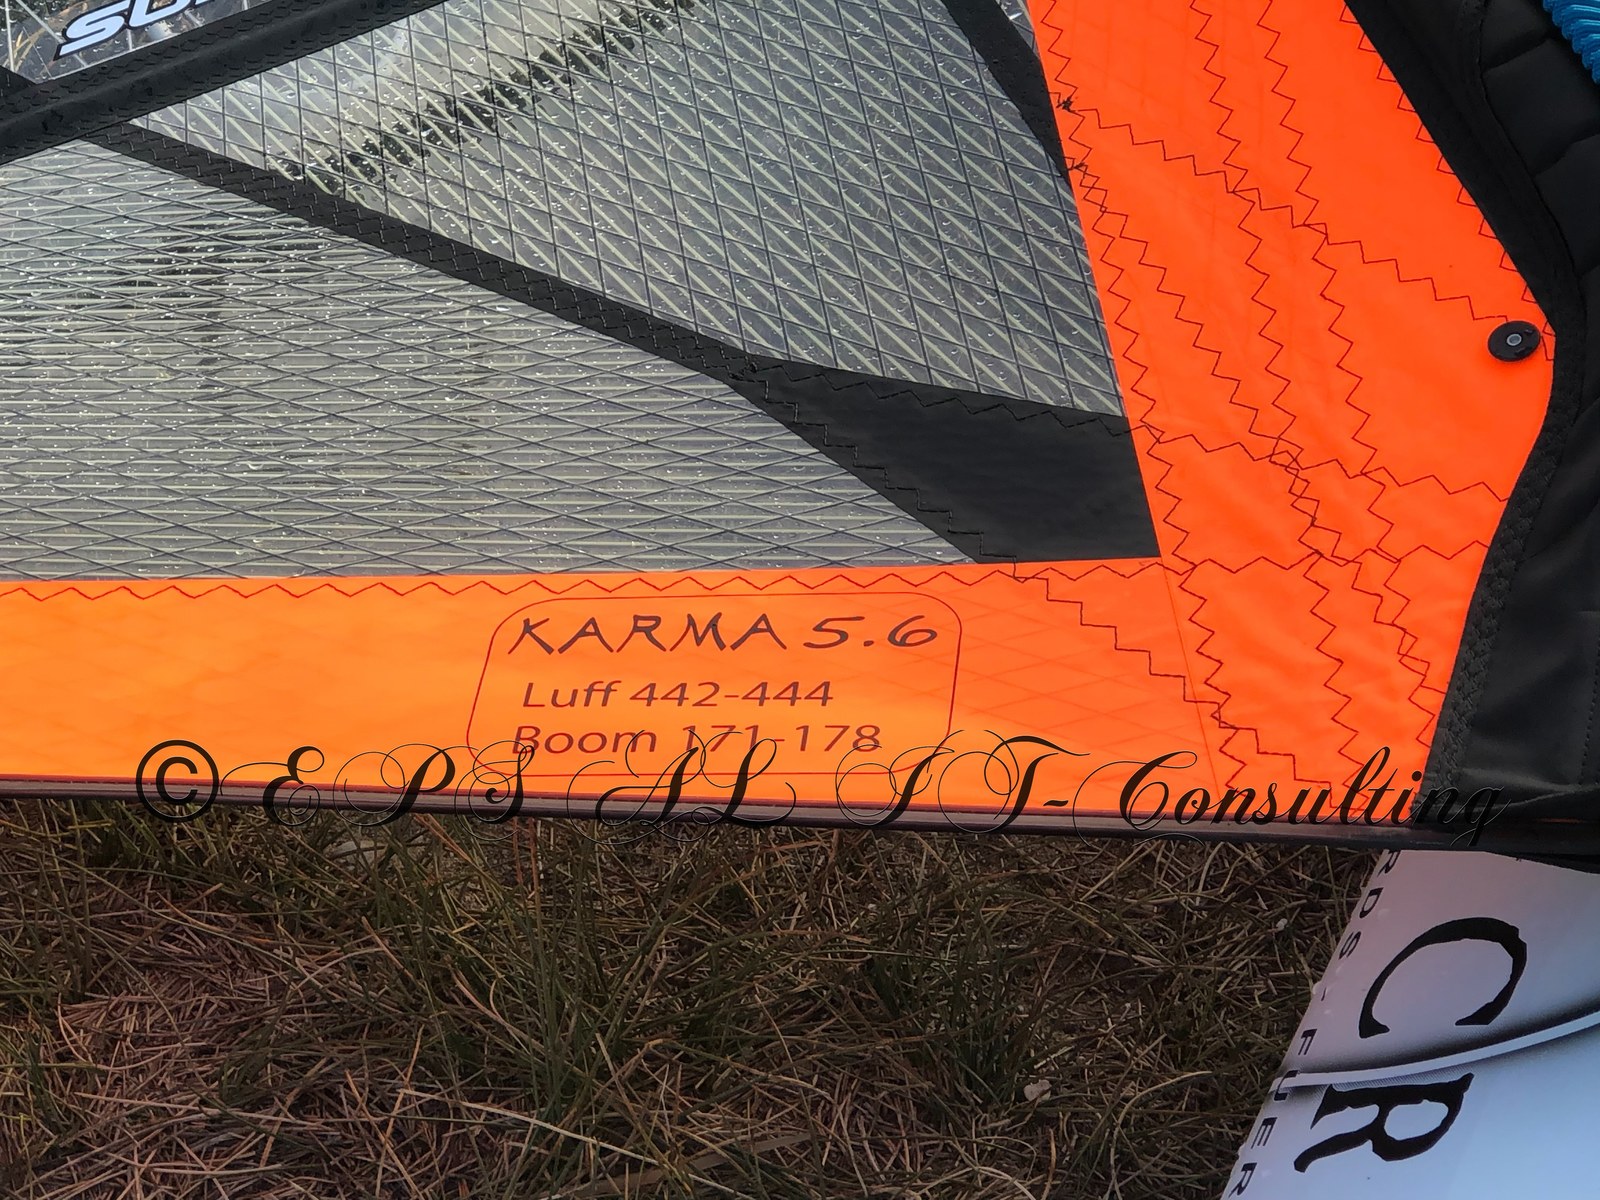 KARMA 5.6
Luff 442-444
Boom 171-178
© EPS AL IT-Consulting
CR